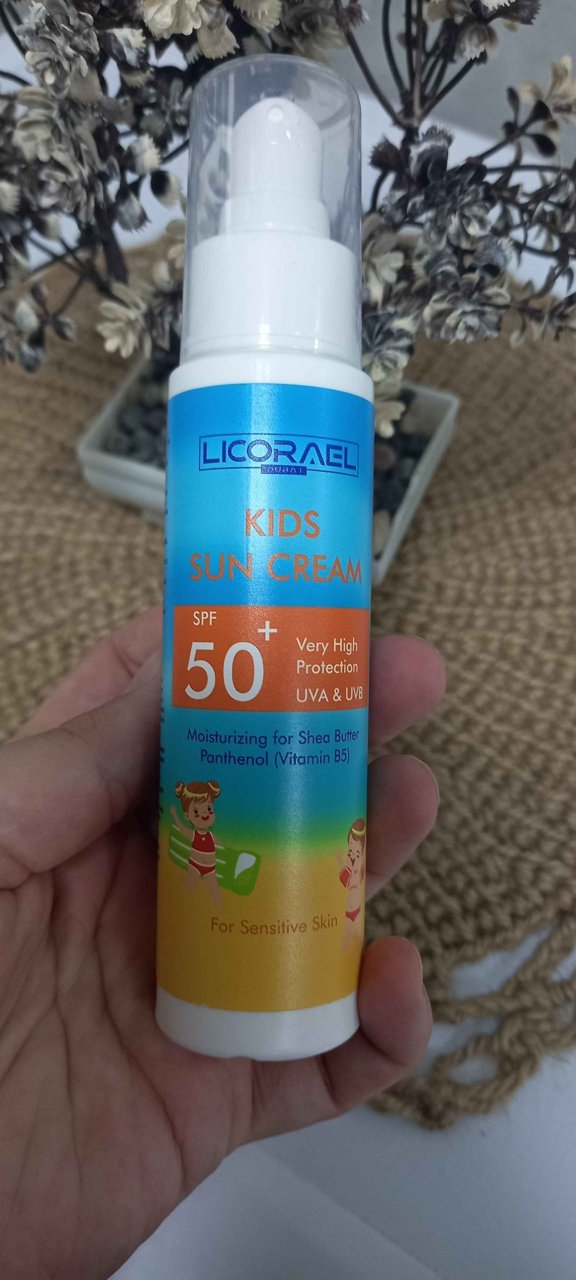 LICORAEL
DUBAI
KIDS
SUN CREAM
SPF
50+
Very High
Protection
UVA & UVB
Moisturizing for Shea Butter
Panthenol (Vitamin B5)
For Sensitive Skin